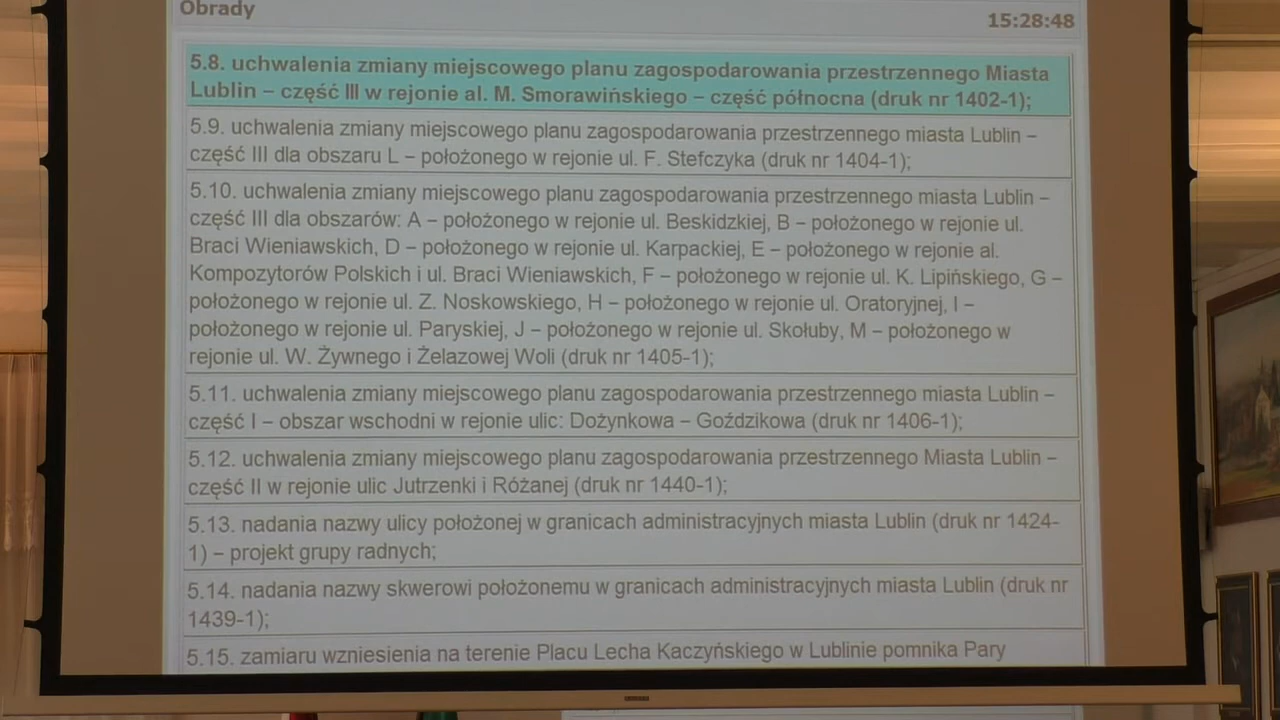 Obrady
15:28:48
5.8. uchwalenia zmiany miejscowego planu zagospodarowania przestrzennego Miasta
Lublin – część III w rejonie al. M. Smorawińskiego – część północna (druk nr 1402-1);
5.9. uchwalenia zmiany miejscowego planu zagospodarowania przestrzennego miasta Lublin –
część III dla obszaru L – położonego w rejonie ul. F. Stefczyka (druk nr 1404-1);
5.10. uchwalenia zmiany miejscowego planu zagospodarowania przestrzennego miasta Lublin –
część III dla obszarów: A – położonego w rejonie ul. Beskidzkiej, B – położonego w rejonie ul.
Braci Wieniawskich, D – położonego w rejonie ul. Karpackiej, E – położonego w rejonie al.
Kompozytorów Polskich i ul. Braci Wieniawskich, F – położonego w rejonie ul. K. Lipińskiego, G –
położonego w rejonie ul. Z. Noskowskiego, H – położonego w rejonie ul. Oratoryjnej, I –
położonego w rejonie ul. Paryskiej, J – położonego w rejonie ul. Skołuby, M – położonego w
rejonie ul. W. Żywnego i Żelazowej Woli (druk nr 1405-1);
5.11. uchwalenia zmiany miejscowego planu zagospodarowania przestrzennego miasta Lublin –
część I – obszar wschodni w rejonie ulic: Dożynkowa – Goździkowa (druk nr 1406-1);
5.12. uchwalenia zmiany miejscowego planu zagospodarowania przestrzennego Miasta Lublin –
część II w rejonie ulic Jutrzenki i Różanej (druk nr 1440-1);
5.13. nadania nazwy ulicy położonej w granicach administracyjnych miasta Lublin (druk nr 1424-
1) – projekt grupy radnych;
5.14. nadania nazwy skwerowi położonemu w granicach administracyjnych miasta Lublin (druk nr
1439-1);
5.15. zamiaru wzniesienia na terenie Placu Lecha Kaczyńskiego w Lublinie pomnika Pary